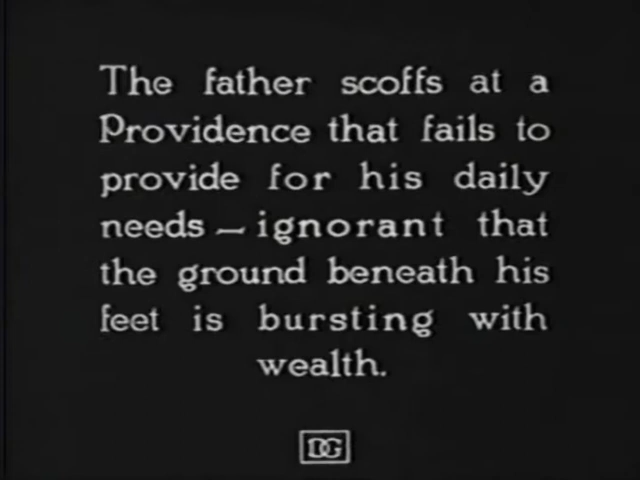 The father scoffs at a
Providence that fails to
provide for his daily
needs — ignorant that
the ground beneath his
feet is bursting with
wealth.
DG